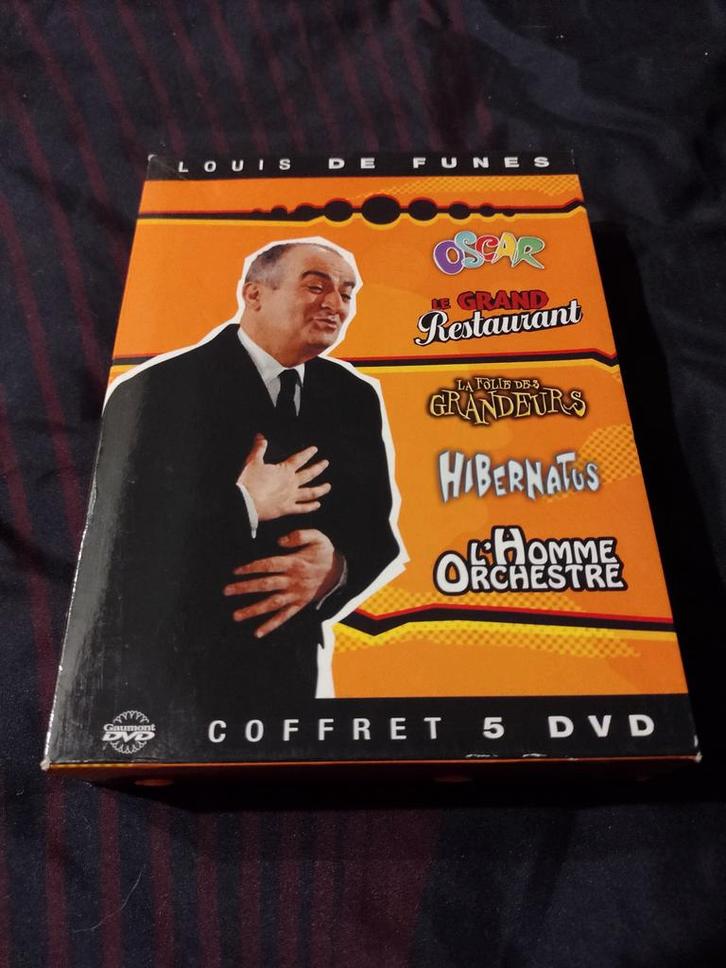 LOUIS DE FUNES
OSCAR
LE GRAND
Restaurant
LA FOLIE DES
GRANDEURS
HIBERNATUS
L'HOMME
ORCHESTRE
Gaumont
DVD
COFFRET 5 DVD